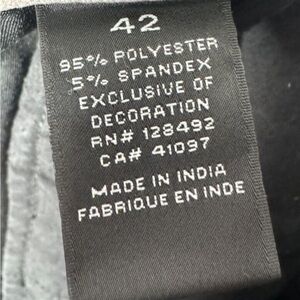 42
95% POLYESTER
5% SPANDEX
EXCLUSIVE OF
DECORATION
RN# 128492
CA# 41097
MADE IN INDIA
FABRIQUE EN INDE